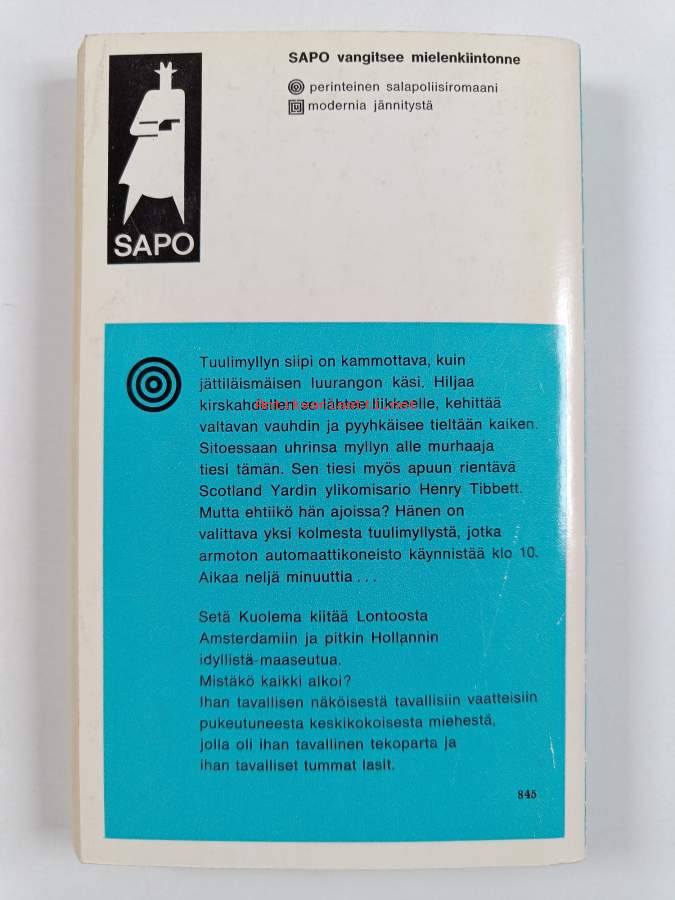 SAPO vangitsee mielenkiintonne
perinteinen salapoliisiromaani
modernia jännitystä
SAPO
Tuulimyllyn siipi on kammottava, kuin
jättiläismäisen luurangon käsi. Hiljaa
kirskahdellen se lähtee liikkeelle, kehittää
valtavan vauhdin ja pyyhkäisee tieltään kaiken.
Sitoessaan uhrinsa myllyn alle murhaaja
tiesi tämän. Sen tiesi myös apuun rientävä
Scotland Yardin ylikomisario Henry Tibbett.
Mutta ehtiikö hän ajoissa? Hänen on
valittava yksi kolmesta tuulimyllystä, jotka
armoton automaattikoneisto käynnistää klo 10.
Aikaa neljä minuuttia . . .
Setä Kuolema kiitää Lontoosta
Amsterdamiin ja pitkin Hollannin
idyllistä maaseutua.
Mistäkö kaikki alkoi?
Ihan tavallisen näköisestä tavallisiin vaatteisiin
pukeutuneesta keskikokoisesta miehestä,
jolla oli ihan tavallinen tekoparta ja
ihan tavalliset tummat lasit.
845